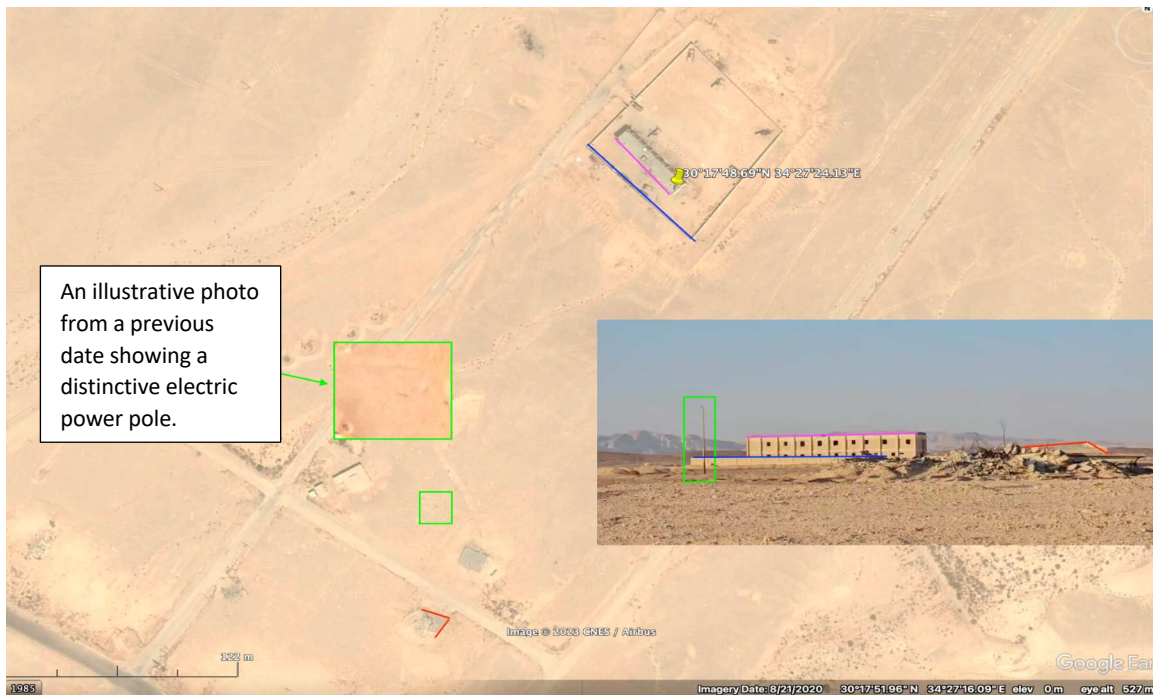 30°17'48.69"N 34°27'24.13"E
An illustrative photo
from a previous
date showing a
distinctive electric
power pole.
Image © 2023 CNES / Airbus
122 m
Google Ear
1985
Imagery Date: 8/21/2020 30°17'51.96" N 34°27'16.09" E elev 0 m eye alt 527 m